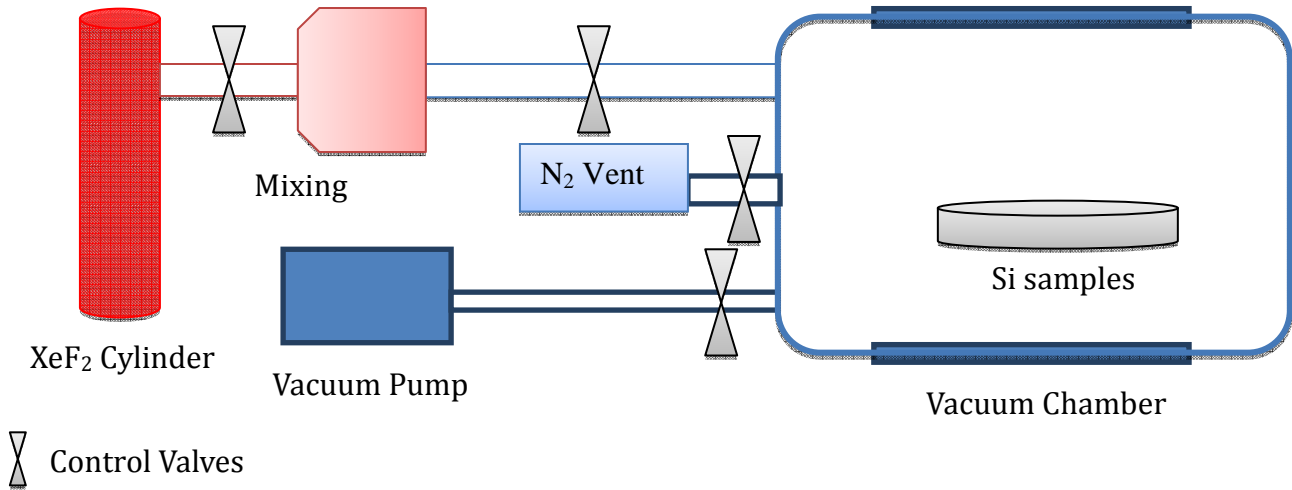 Mixing
N₂ Vent
Si samples
XeF₂ Cylinder
Vacuum Pump
Vacuum Chamber
Control Valves